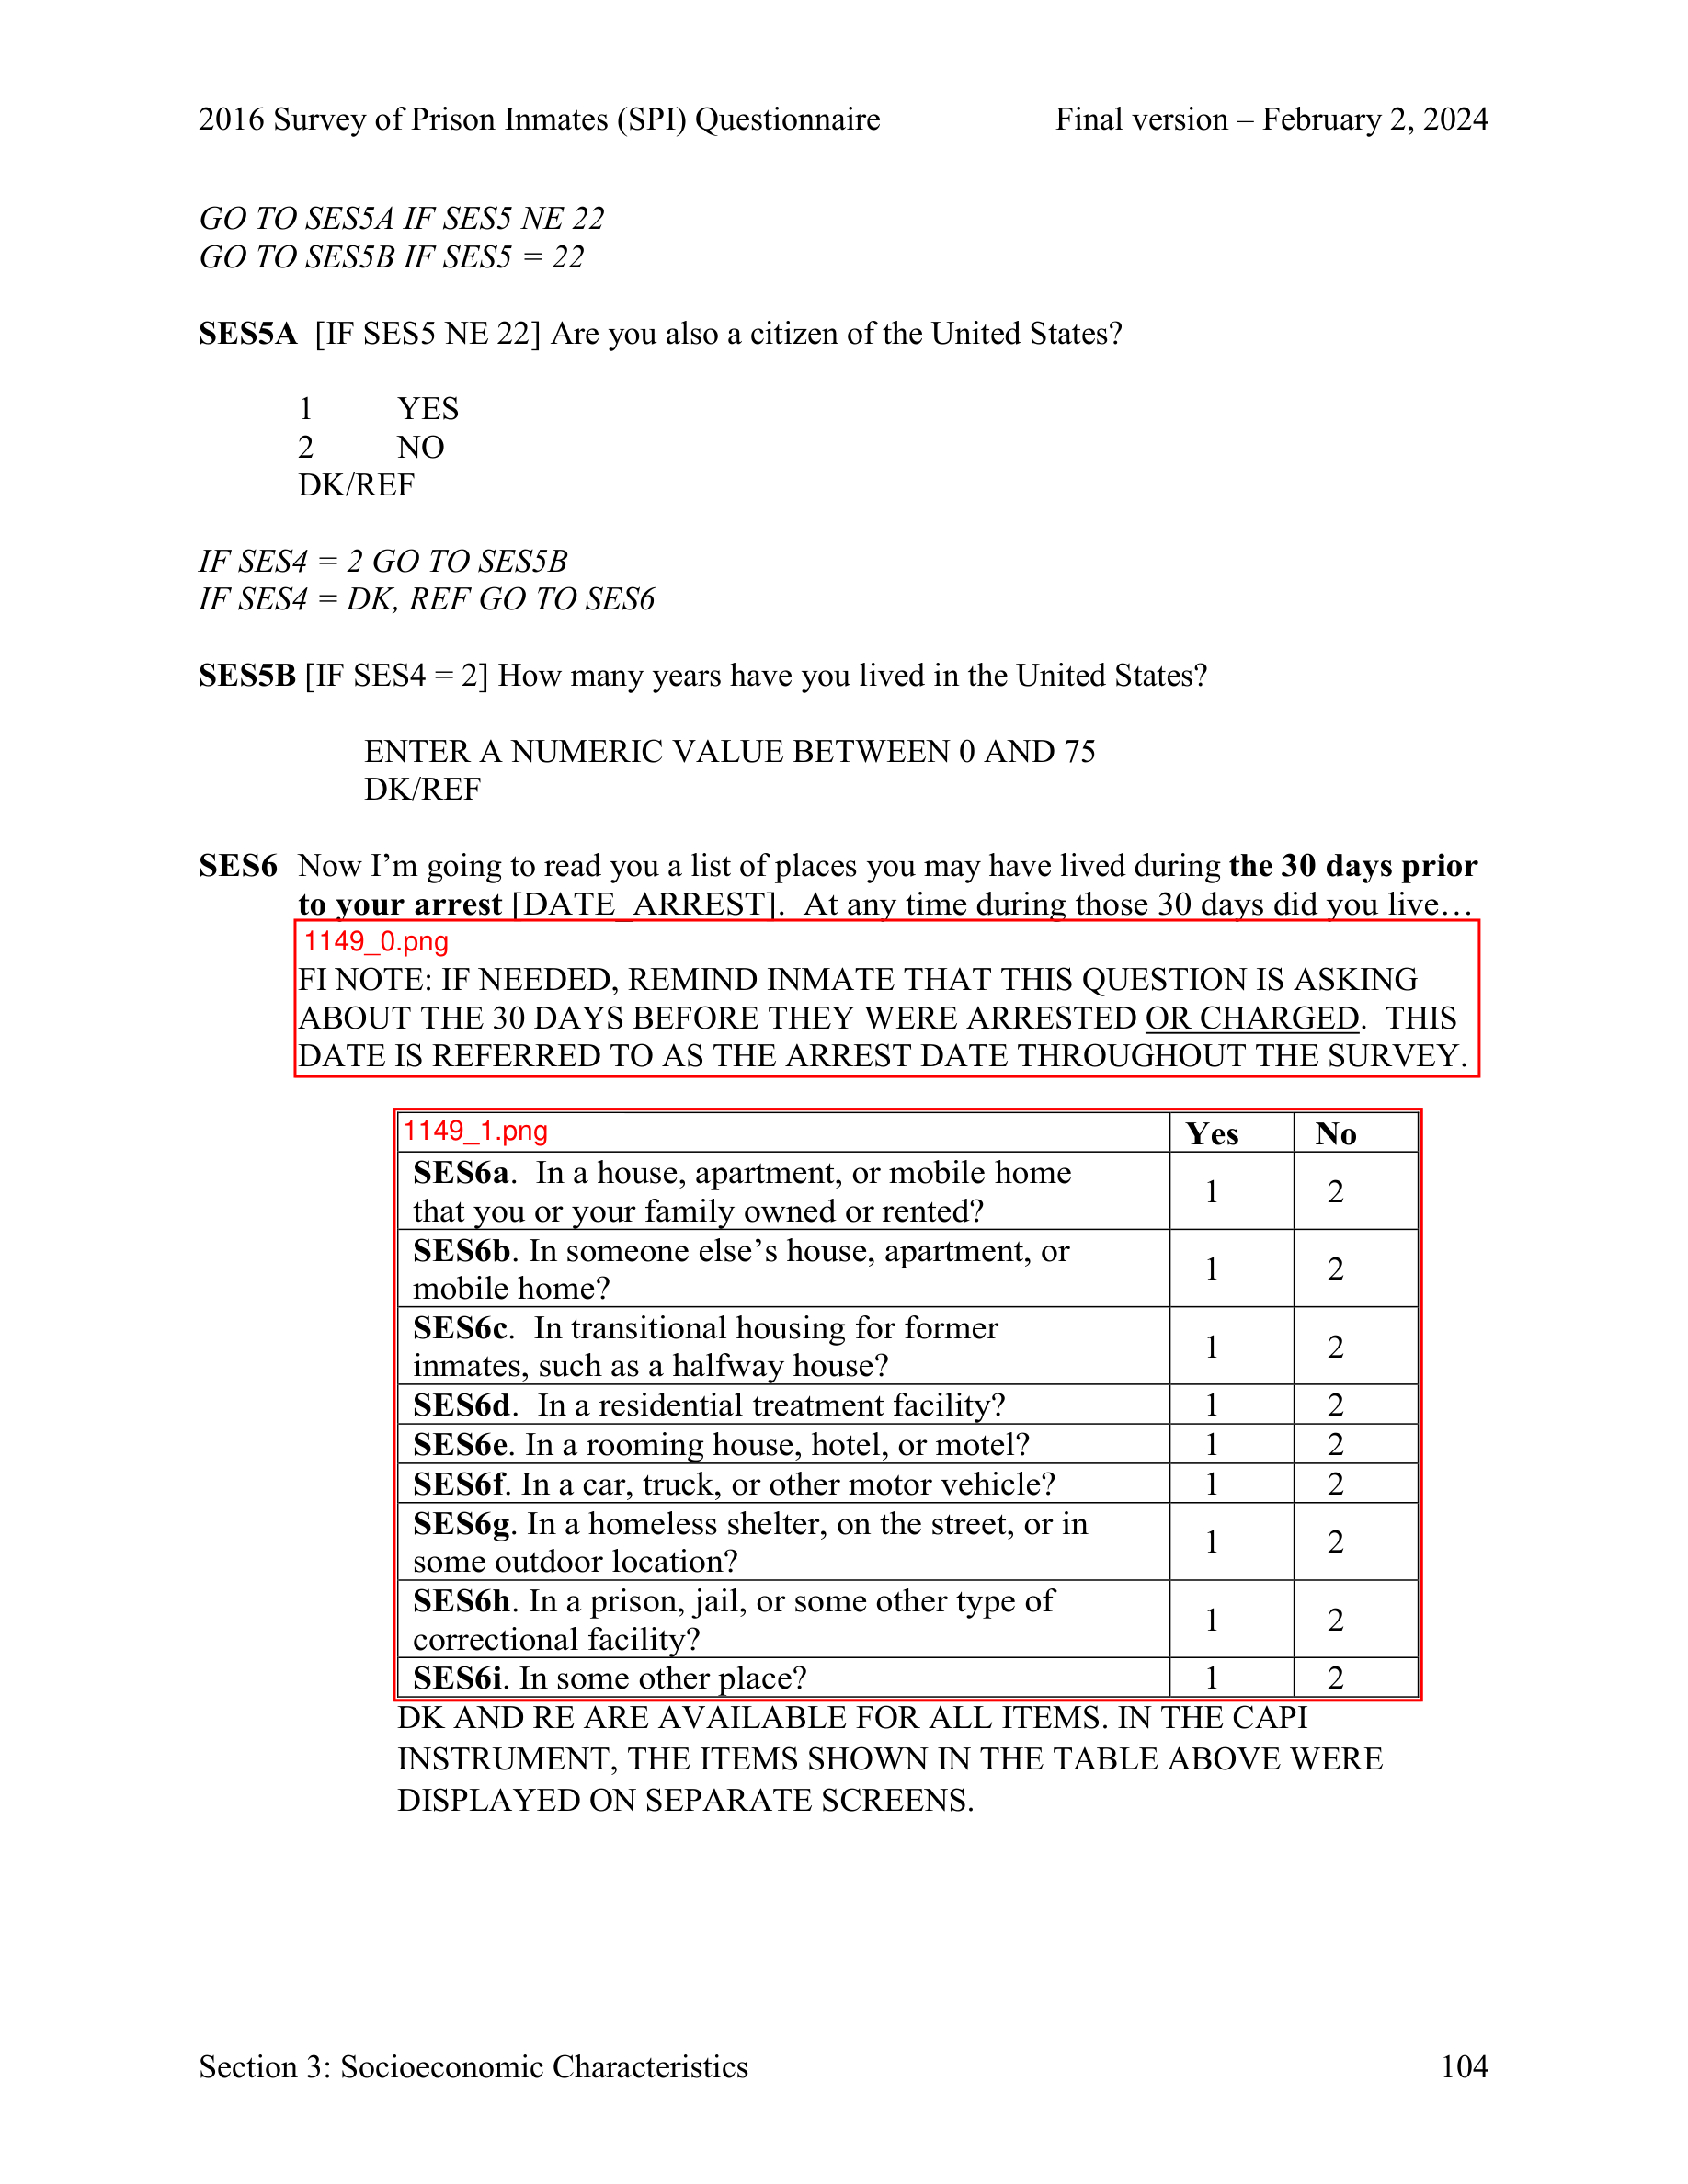 2016 Survey of Prison Inmates (SPI) Questionnaire Final version – February 2, 2024
GO TO SES5A IF SES5 NE 22
GO TO SES5B IF SES5 = 22
SES5A [IF SES5 NE 22] Are you also a citizen of the United States?
1 YES
2 NO
DK/REF
IF SES4 = 2 GO TO SES5B
IF SES4 = DK, REF GO TO SES6
SES5B [IF SES4 = 2] How many years have you lived in the United States?
ENTER A NUMERIC VALUE BETWEEN 0 AND 75
DK/REF
SES6 Now I’m going to read you a list of places you may have lived during the 30 days prior
to your arrest [DATE_ARREST]. At any time during those 30 days did you live…
1149_0.png
FI NOTE: IF NEEDED, REMIND INMATE THAT THIS QUESTION IS ASKING
ABOUT THE 30 DAYS BEFORE THEY WERE ARRESTED OR CHARGED. THIS
DATE IS REFERRED TO AS THE ARREST DATE THROUGHOUT THE SURVEY.
1149_1.png Yes No
SES6a. In a house, apartment, or mobile home
that you or your family owned or rented? 1 2
SES6b. In someone else’s house, apartment, or
mobile home? 1 2
SES6c. In transitional housing for former
inmates, such as a halfway house? 1 2
SES6d. In a residential treatment facility? 1 2
SES6e. In a rooming house, hotel, or motel? 1 2
SES6f. In a car, truck, or other motor vehicle? 1 2
SES6g. In a homeless shelter, on the street, or in
some outdoor location? 1 2
SES6h. In a prison, jail, or some other type of
correctional facility? 1 2
SES6i. In some other place? 1 2
DK AND RE ARE AVAILABLE FOR ALL ITEMS. IN THE CAPI
INSTRUMENT, THE ITEMS SHOWN IN THE TABLE ABOVE WERE
DISPLAYED ON SEPARATE SCREENS.
Section 3: Socioeconomic Characteristics 104